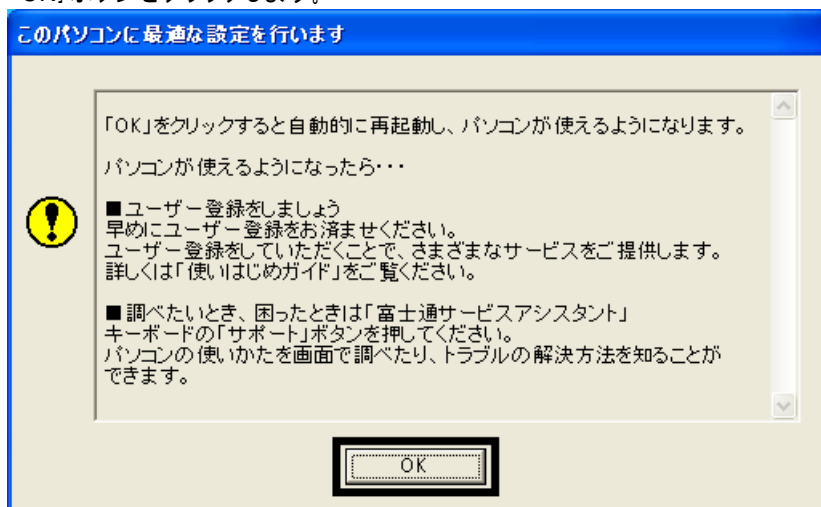 OK」ボタンをクリックします。
このパソコンに最適な設定を行います
「OK」をクリックすると自動的に再起動し、パソコンが使えるようになります。
パソコンが使えるようになったら・・・
■ユーザー登録をしましょう
早めにユーザー登録をお済ませください。
ユーザー登録をしていただくことで、さまざまなサービスをご提供します。
詳しくは「使いはじめガイド」をご覧ください。
■調べたいとき、困ったときは「富士通サービスアシスタント」
キーボードの「サポート」ボタンを押してください。
パソコンの使いかたを画面で調べたり、トラブルの解決方法を知ることが
できます。
OK